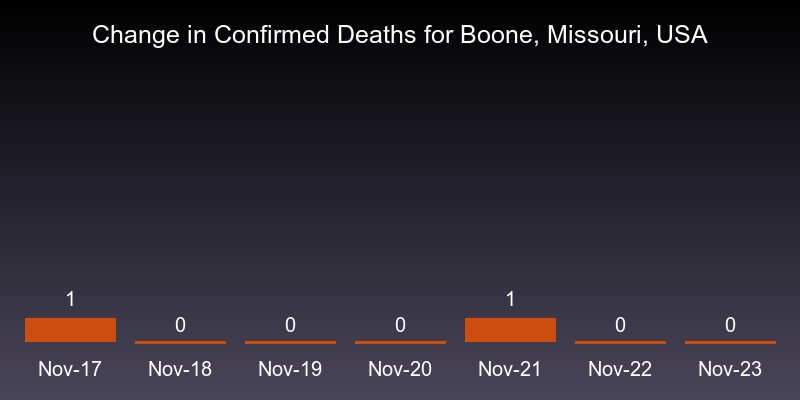 Change in Confirmed Deaths for Boone, Missouri, USA
1 0 0 0 1 0 0
Nov-17 Nov-18 Nov-19 Nov-20 Nov-21 Nov-22 Nov-23